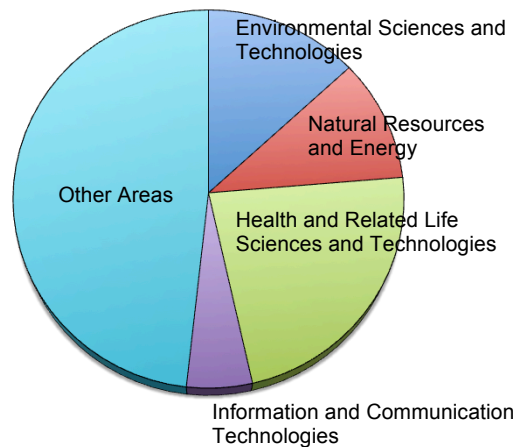 Environmental Sciences and
Technologies
Natural Resources
and Energy
Other Areas
Health and Related Life
Sciences and Technologies
Information and Communication
Technologies